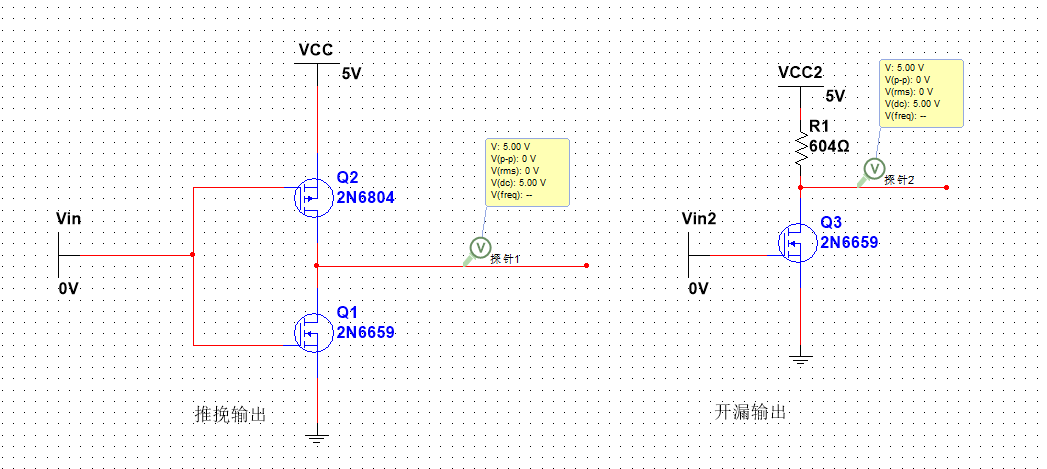 VCC
5V
Q2
2N6804
Vin
0V
V: 5.00 V
V(p-p): 0 V
V(rms): 0 V
V(dc): 5.00 V
V(freq): --
V
探针1
Q1
2N6659
推挽输出
VCC2
5V
R1
604Ω
V: 5.00 V
V(p-p): 0 V
V(rms): 0 V
V(dc): 5.00 V
V(freq): --
V
探针2
Vin2
0V
Q3
2N6659
开漏输出